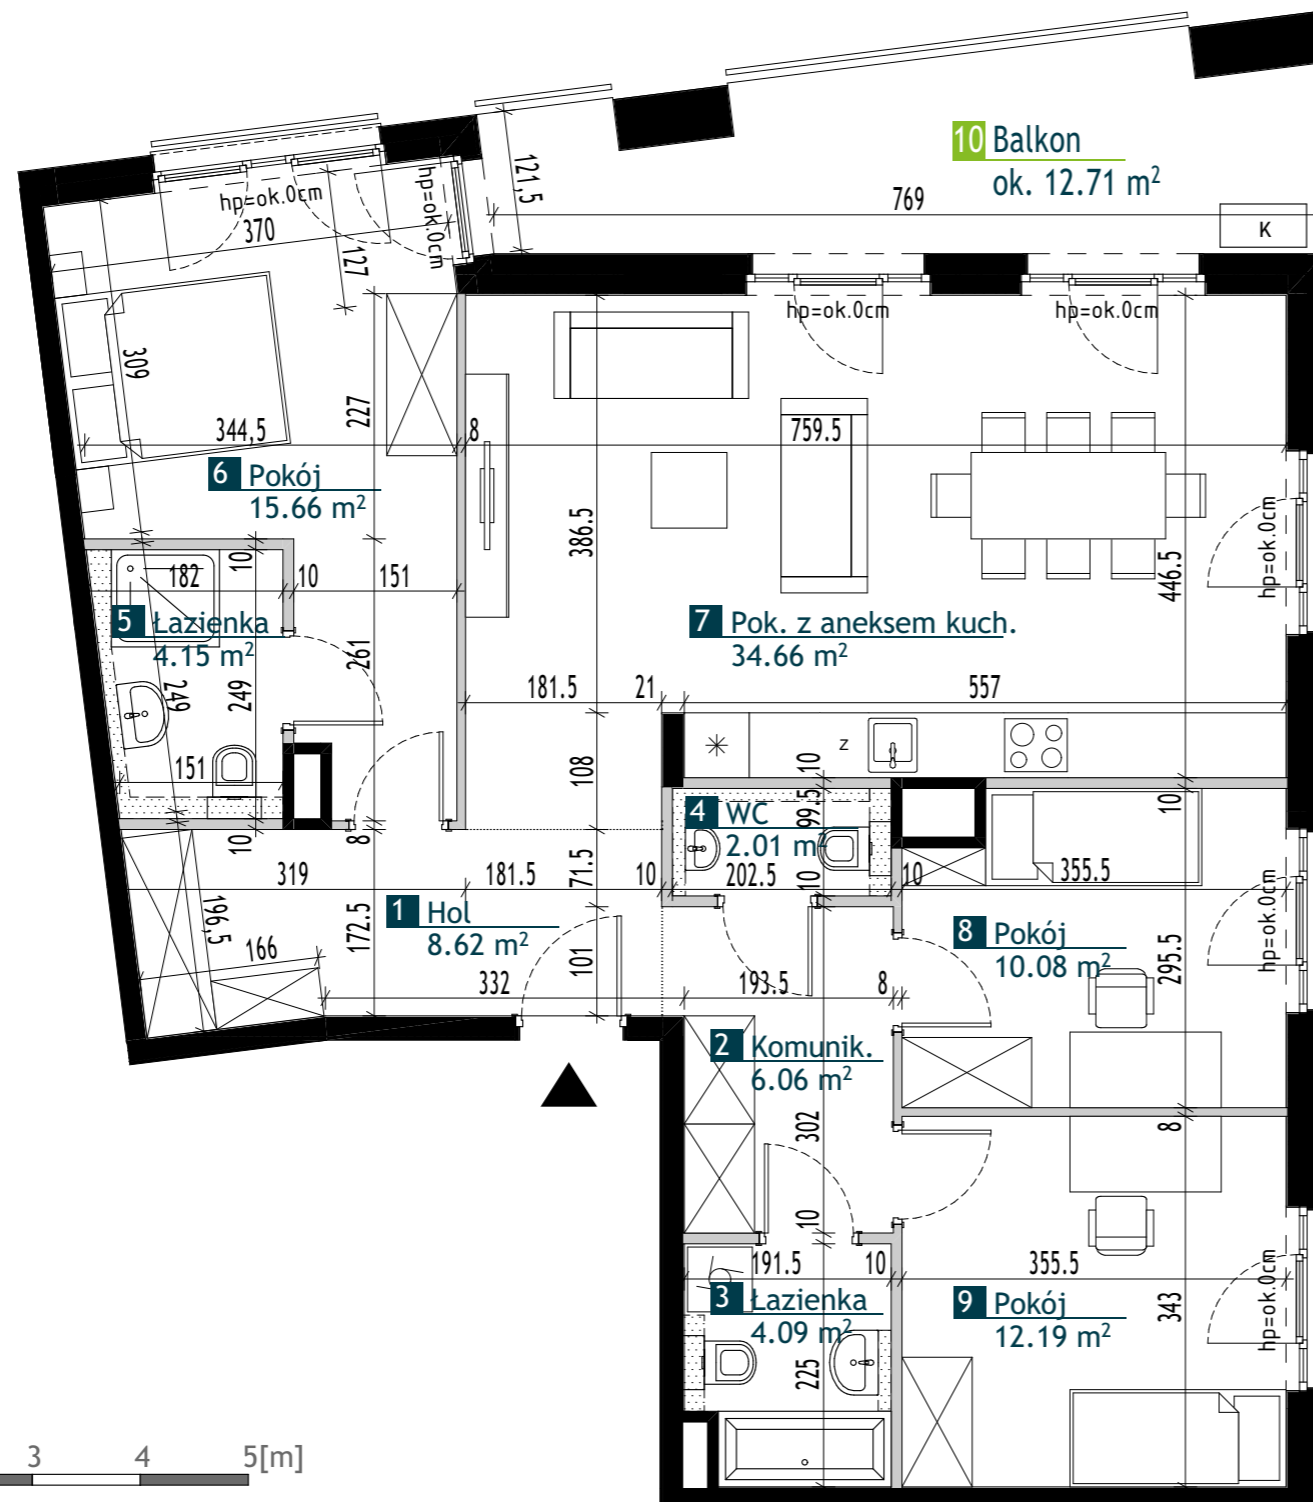 10 Balkon
ok. 12.71 m²
121,5
769
K
hp=ok.0cm
hp=ok.0cm
370
127
hp=ok.0cm
hp=ok.0cm
309
227
344,5
8
759.5
6 Pokój
15.66 m²
386.5
446.5
hp=ok.0cm
182
10
10
151
5 Łazienka
4.15 m²
261
249
249
7 Pok. z aneksem kuch.
34.66 m²
181.5
21
557
z
151
108
10
10
8
4 WC
2.01 m²
99.5
10
319
181.5
71.5
10
202.5
10
10
355.5
196,5
166
172.5
1 Hol
8.62 m²
101
8 Pokój
10.08 m²
295.5
hp=ok.0cm
332
193.5
8
2 Komunik.
6.06 m²
302
8
10
191.5
10
355.5
3 Łazienka
4.09 m²
9 Pokój
12.19 m²
343
hp=ok.0cm
225
3 4 5[m]